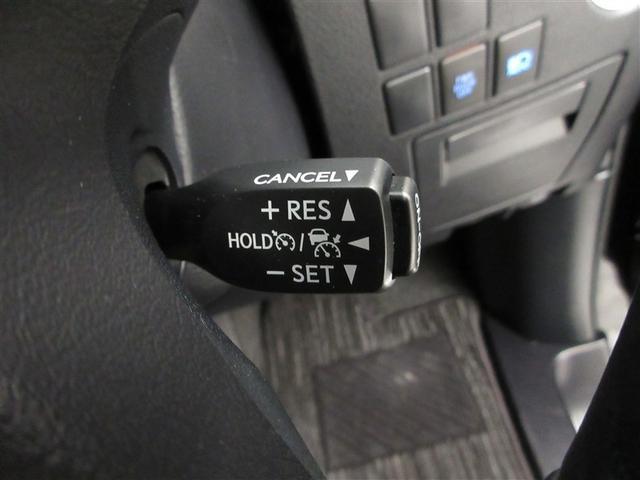 CANCEL▼
+ RES ▲
HOLD / ◀
− SET ▼